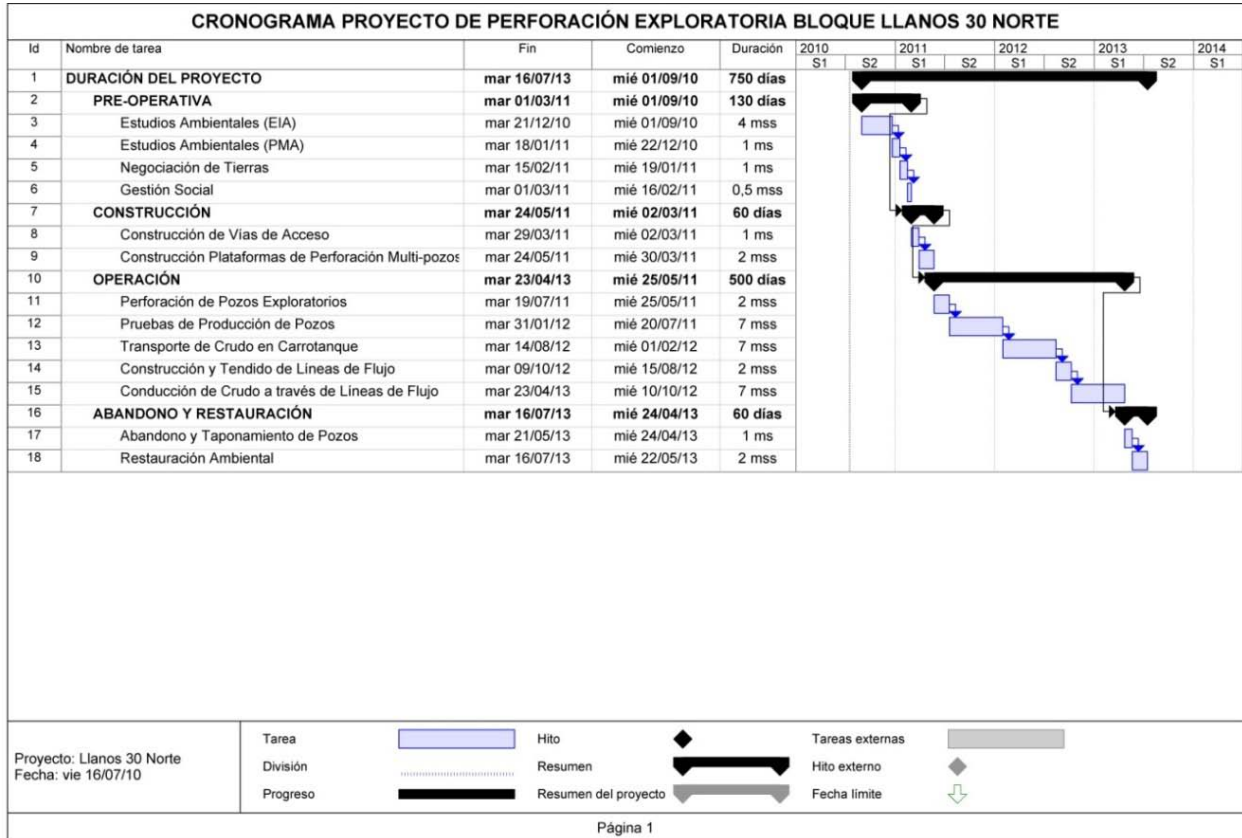 CRONOGRAMA PROYECTO DE PERFORACIÓN EXPLORATORIA BLOQUE LLANOS 30 NORTE
Id Nombre de tarea Fin Comienzo Duración 2010 2011 2012 2013 2014
S1 S2 S1 S2 S1 S2 S1 S2 S1
1 DURACIÓN DEL PROYECTO mar 16/07/13 mié 01/09/10 750 días
2 PRE-OPERATIVA mar 01/03/11 mié 01/09/10 130 días
3 Estudios Ambientales (EIA) mar 21/12/10 mié 01/09/10 4 mss
4 Estudios Ambientales (PMA) mar 18/01/11 mié 22/12/10 1 ms
5 Negociación de Tierras mar 15/02/11 mié 19/01/11 1 ms
6 Gestión Social mar 01/03/11 mié 16/02/11 0,5 mss
7 CONSTRUCCIÓN mar 24/05/11 mié 02/03/11 60 días
8 Construcción de Vías de Acceso mar 29/03/11 mié 02/03/11 1 ms
9 Construcción Plataformas de Perforación Multi-pozos mar 24/05/11 mié 30/03/11 2 mss
10 OPERACIÓN mar 23/04/13 mié 25/05/11 500 días
11 Perforación de Pozos Exploratorios mar 19/07/11 mié 25/05/11 2 mss
12 Pruebas de Producción de Pozos mar 31/01/12 mié 20/07/11 7 mss
13 Transporte de Crudo en Carrotanque mar 14/08/12 mié 01/02/12 7 mss
14 Construcción y Tendido de Líneas de Flujo mar 09/10/12 mié 15/08/12 2 mss
15 Conducción de Crudo a través de Líneas de Flujo mar 23/04/13 mié 10/10/12 7 mss
16 ABANDONO Y RESTAURACIÓN mar 16/07/13 mié 24/04/13 60 días
17 Abandono y Taponamiento de Pozos mar 21/05/13 mié 24/04/13 1 ms
18 Restauración Ambiental mar 16/07/13 mié 22/05/13 2 mss
Proyecto: Llanos 30 Norte
Fecha: vie 16/07/10
Tarea Hito Tareas externas
División Resumen Hito externo
Progreso Resumen del proyecto Fecha límite
Página 1